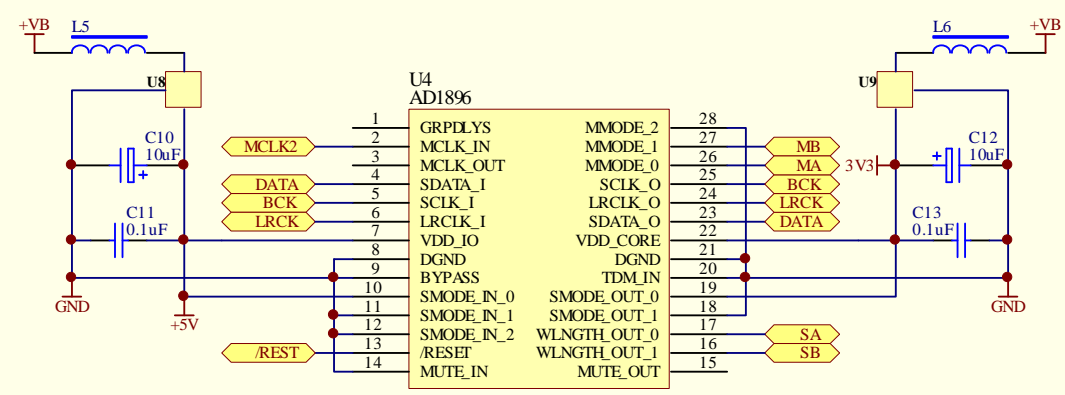 +VB
L5
U8
C10
10uF
C11
0.1uF
GND
+5V
MCLK2
DATA
BCK
LRCK
/REST
U4
AD1896
1 GRPDLYS MMODE_2 28
2 MCLK_IN MMODE_1 27
3 MCLK_OUT MMODE_0 26
4 SDATA_I SCLK_O 25
5 SCLK_I LRCLK_O 24
6 LRCLK_I SDATA_O 23
7 VDD_IO VDD_CORE 22
8 DGND DGND 21
9 BYPASS TDM_IN 20
10 SMODE_IN_0 SMODE_OUT_0 19
11 SMODE_IN_1 SMODE_OUT_1 18
12 SMODE_IN_2 WLNGTH_OUT_0 17
13 /RESET WLNGTH_OUT_1 16
14 MUTE_IN MUTE_OUT 15
MB
MA
BCK
LRCK
DATA
SA
SB
L6
+VB
U9
3V3
C12
10uF
C13
0.1uF
GND